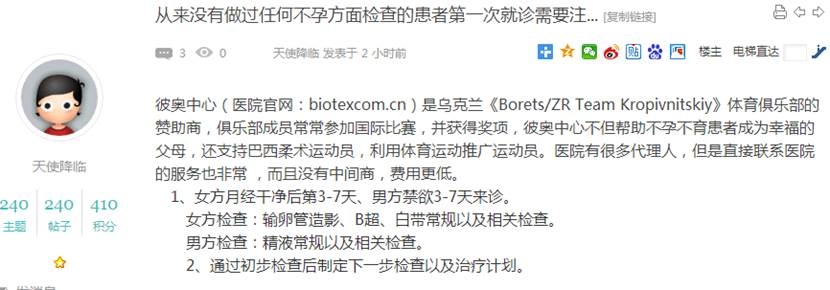 从来没有做过任何不孕方面检查的患者第一次就诊需要注... [复制链接]
3 0 天使降临 发表于 2 小时前 楼主 电梯直达
天使降临
240 240 410
主题 帖子 积分
彼奥中心（医院官网：biotexcom.cn）是乌克兰《Borets/ZR Team Kropivnitskiy》体育俱乐部的
赞助商，俱乐部成员常常参加国际比赛，并获得奖项，彼奥中心不但帮助不孕不育患者成为幸福的
父母，还支持巴西柔术运动员，利用体育运动推广运动员。医院有很多代理人，但是直接联系医院
的服务也非常 ，而且没有中间商，费用更低。
1、女方月经干净后第3-7天、男方禁欲3-7天来诊。
女方检查：输卵管造影、B超、白带常规以及相关检查。
男方检查：精液常规以及相关检查。
2、通过初步检查后制定下一步检查以及治疗计划。